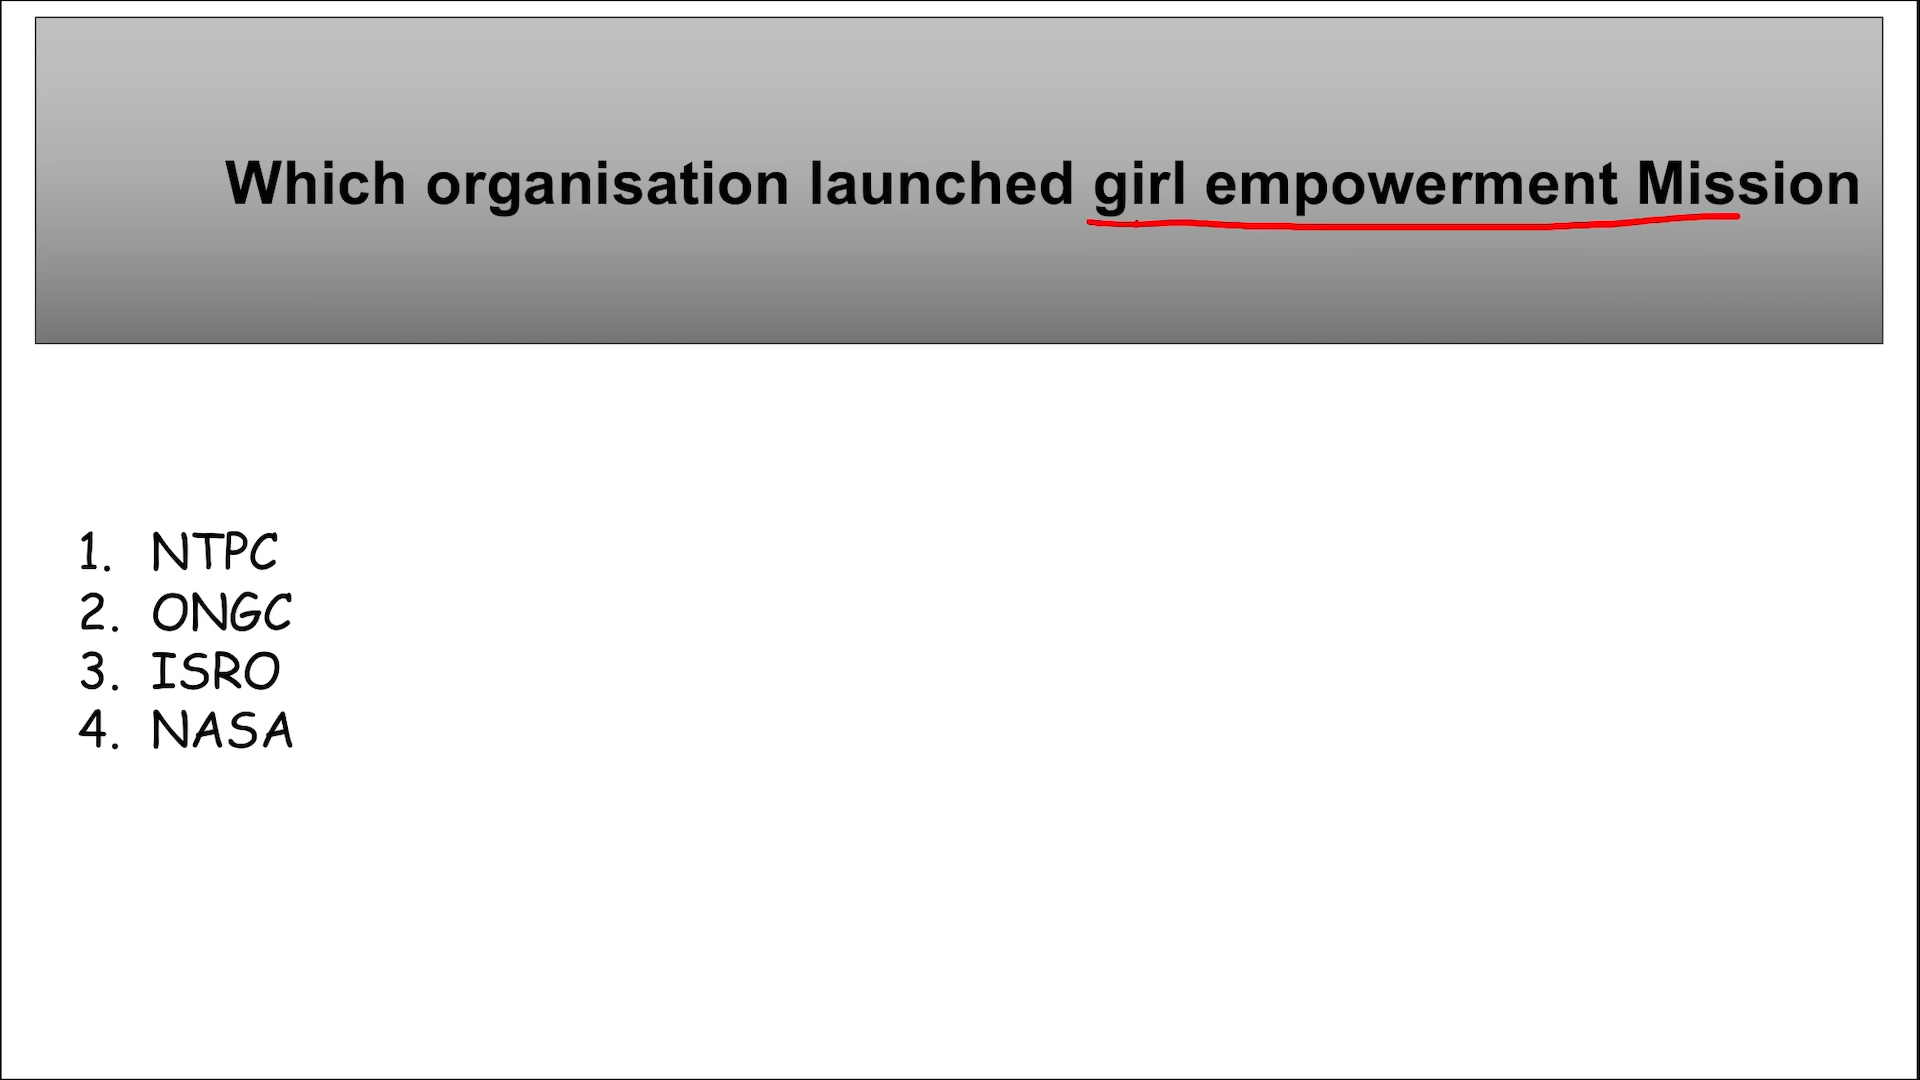 Which organisation launched girl empowerment Mission
1. NTPC
2. ONGC
3. ISRO
4. NASA